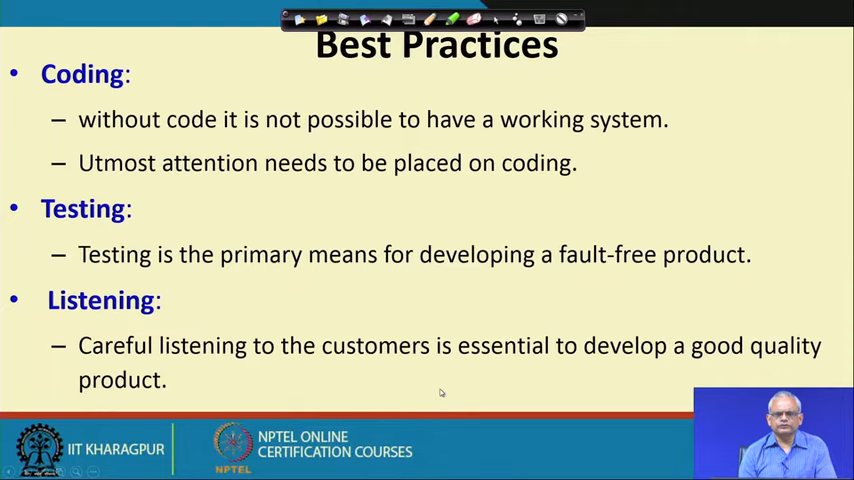 Best Practices
• Coding:
– without code it is not possible to have a working system.
– Utmost attention needs to be placed on coding.
• Testing:
– Testing is the primary means for developing a fault-free product.
• Listening:
– Careful listening to the customers is essential to develop a good quality
product.
IIT KHARAGPUR
NPTEL
NPTEL ONLINE
CERTIFICATION COURSES